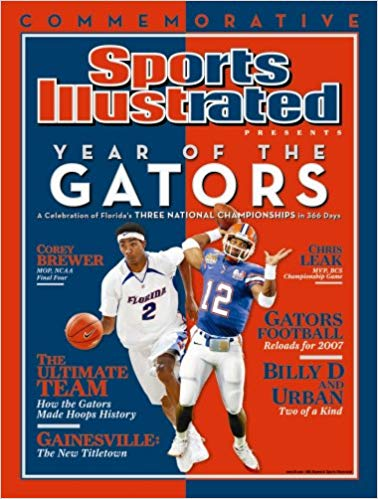 COMMEMORATIVE
Sports
Illustrated
PRESENTS
YEAR OF THE
GATORS
A Celebration of Florida's THREE NATIONAL CHAMPIONSHIPS in 366 Days
COREY
BREWER
MOP, NCAA
Final Four
CHRIS
LEAK
MVP, BCS
Championship Game
FLORIDA
2
12
GATORS
FOOTBALL
Reloads for 2007
THE
ULTIMATE
TEAM
How the Gators
Made Hoops History
BILLY D
AND
URBAN
Two of a Kind
GAINESVILLE:
The New Titletown